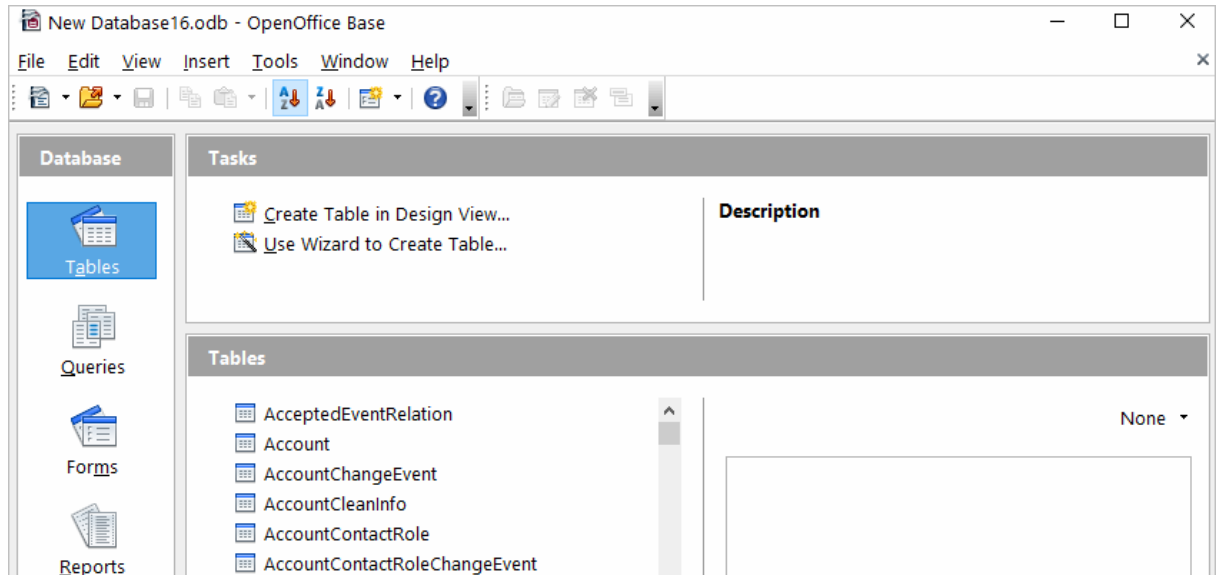 New Database16.odb - OpenOffice Base
File Edit View Insert Tools Window Help
Database
Tables
Queries
Forms
Reports
Tasks
Create Table in Design View...
Use Wizard to Create Table...
Description
Tables
AcceptedEventRelation
Account
AccountChangeEvent
AccountCleanInfo
AccountContactRole
AccountContactRoleChangeEvent
None